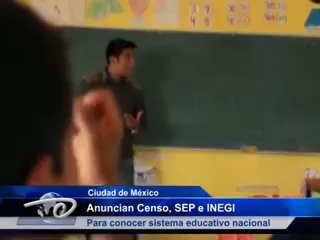 Ciudad de México
Anuncian Censo, SEP e INEGI
Para conocer sistema educativo nacional